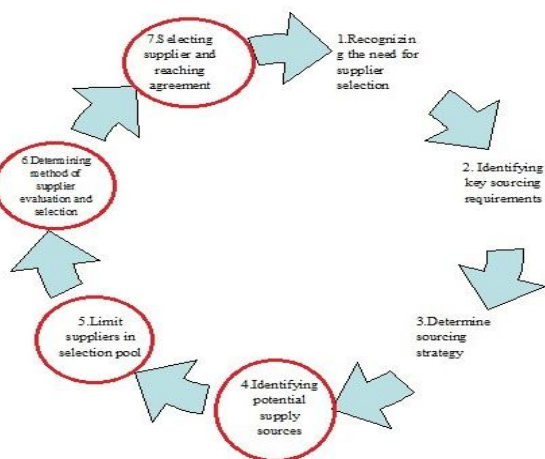 7.Selecting
supplier and
reaching
agreement
1.Recognizin
g the need for
supplier
selection
2. Identifying
key sourcing
requirements
3.Determine
sourcing
strategy
4.Identifying
potential
supply
sources
5.Limit
suppliers in
selection pool
6.Determining
method of
supplier
evaluation and
selection